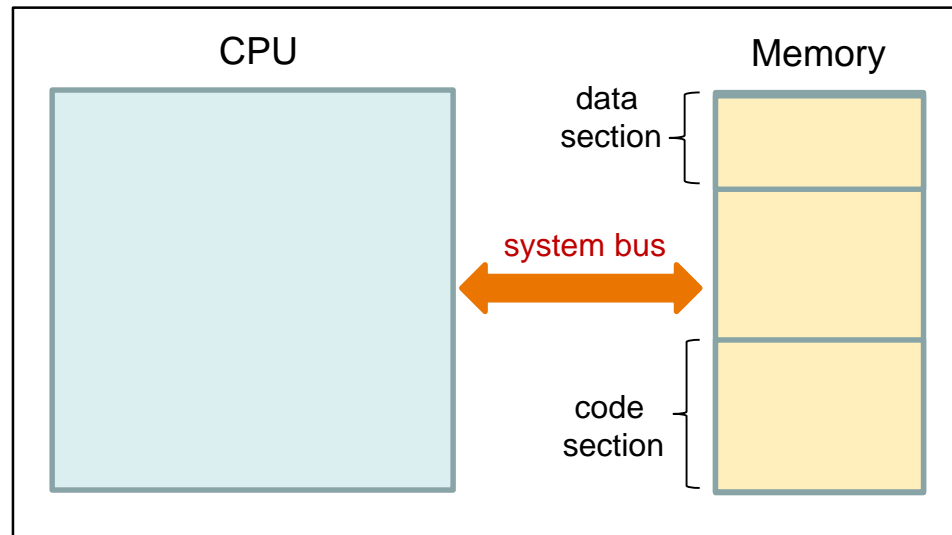 CPU
Memory
data
section
system bus
code
section